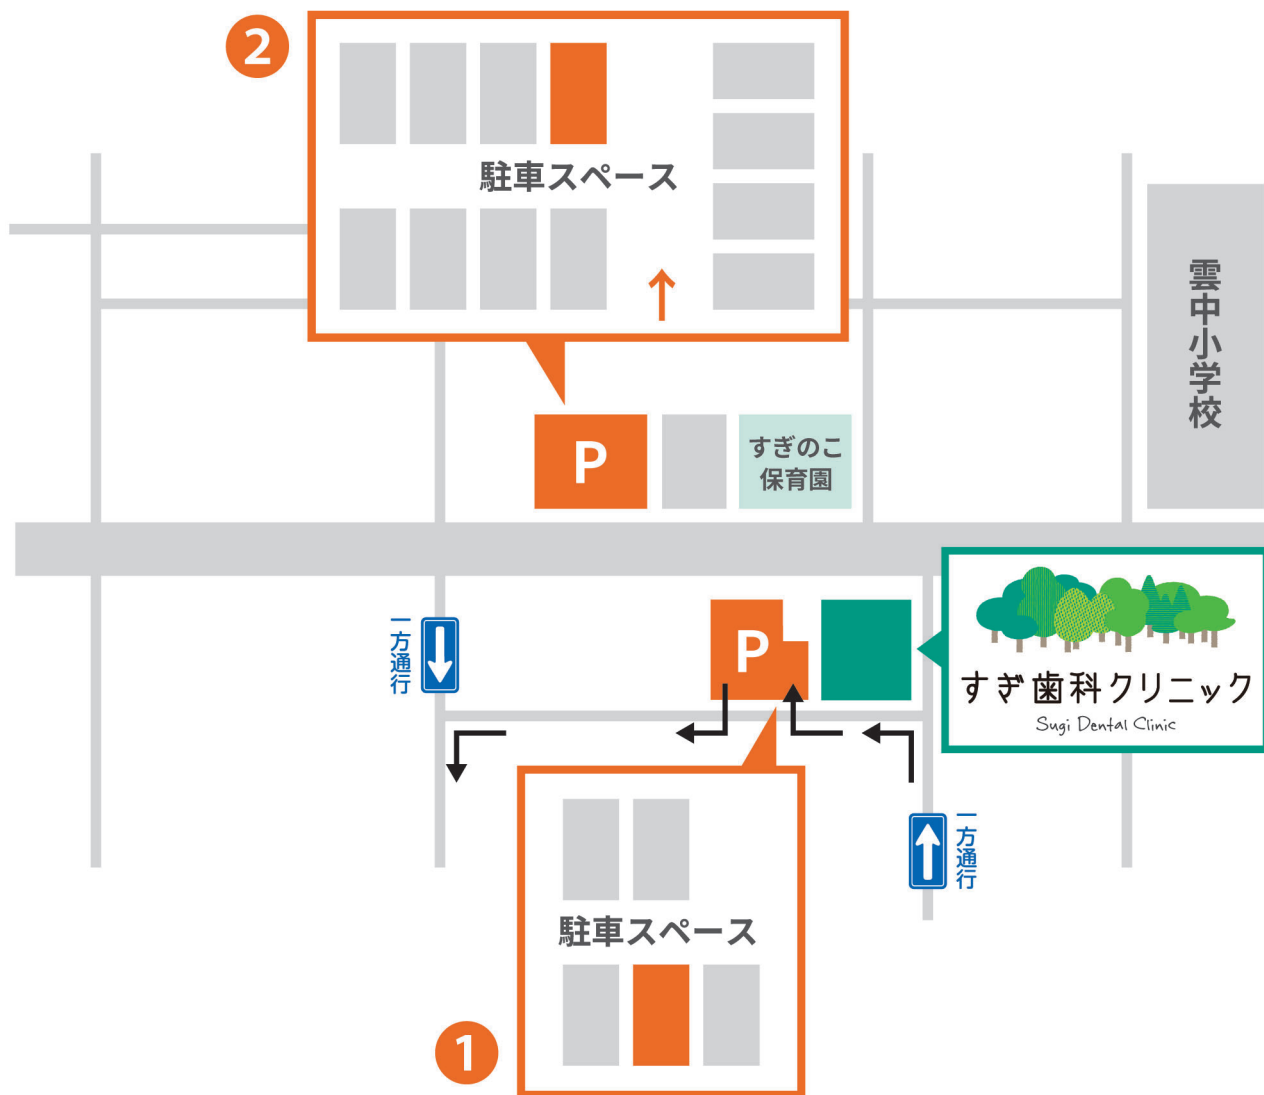 2
駐車スペース
雲中小学校
P
すぎのこ
保育園
一方通行
P
すぎ歯科クリニック
Sugi Dental Clinic
一方通行
駐車スペース
1